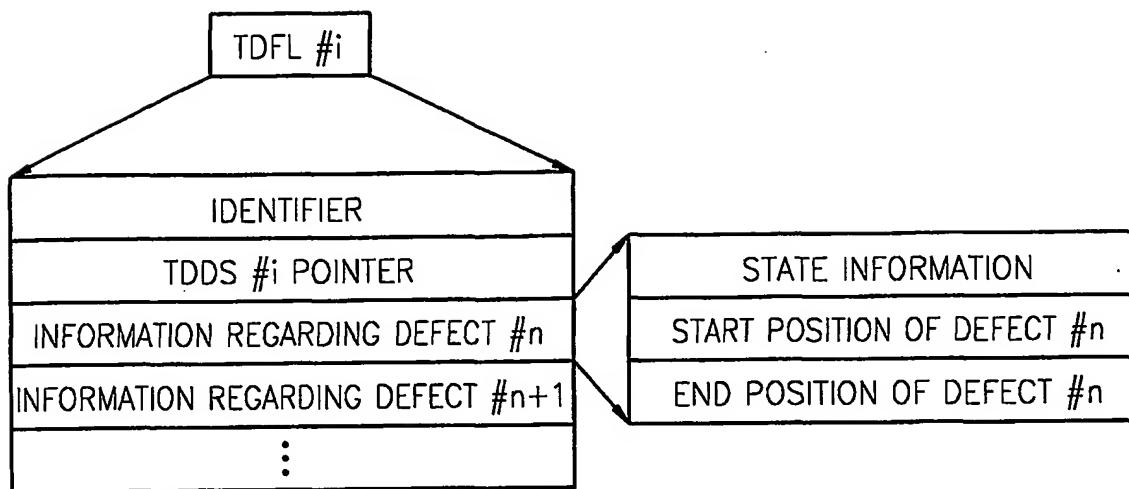 TDFL #i
IDENTIFIER
TDDS #i POINTER
INFORMATION REGARDING DEFECT #n
INFORMATION REGARDING DEFECT #n+1
⋮
STATE INFORMATION
START POSITION OF DEFECT #n
END POSITION OF DEFECT #n